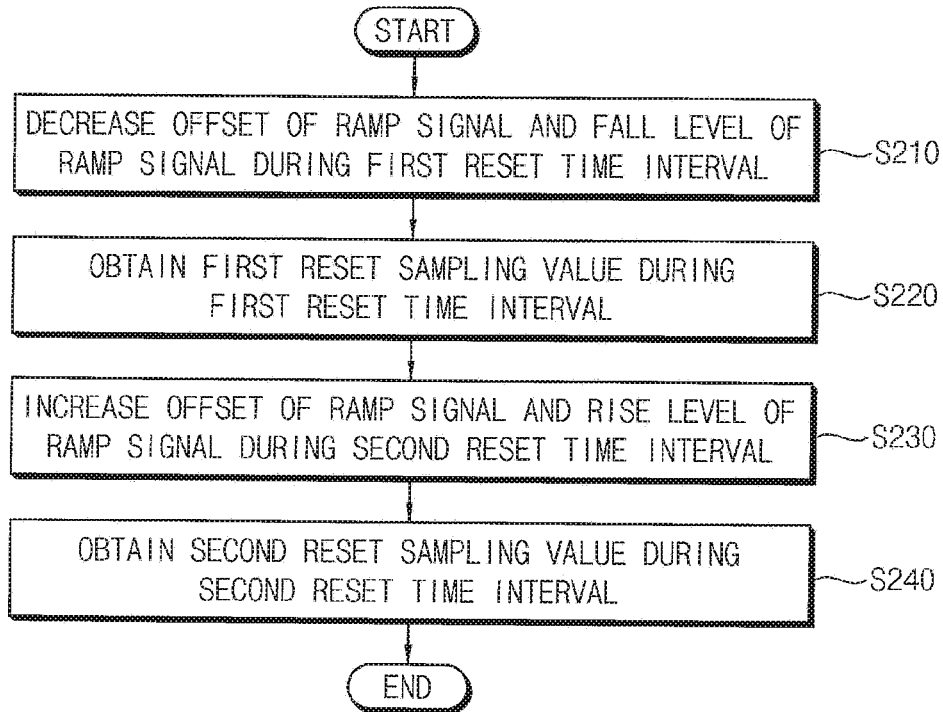 START
DECREASE OFFSET OF RAMP SIGNAL AND FALL LEVEL OF
RAMP SIGNAL DURING FIRST RESET TIME INTERVAL
S210
OBTAIN FIRST RESET SAMPLING VALUE DURING
FIRST RESET TIME INTERVAL
S220
INCREASE OFFSET OF RAMP SIGNAL AND RISE LEVEL OF
RAMP SIGNAL DURING SECOND RESET TIME INTERVAL
S230
OBTAIN SECOND RESET SAMPLING VALUE DURING
SECOND RESET TIME INTERVAL
S240
END